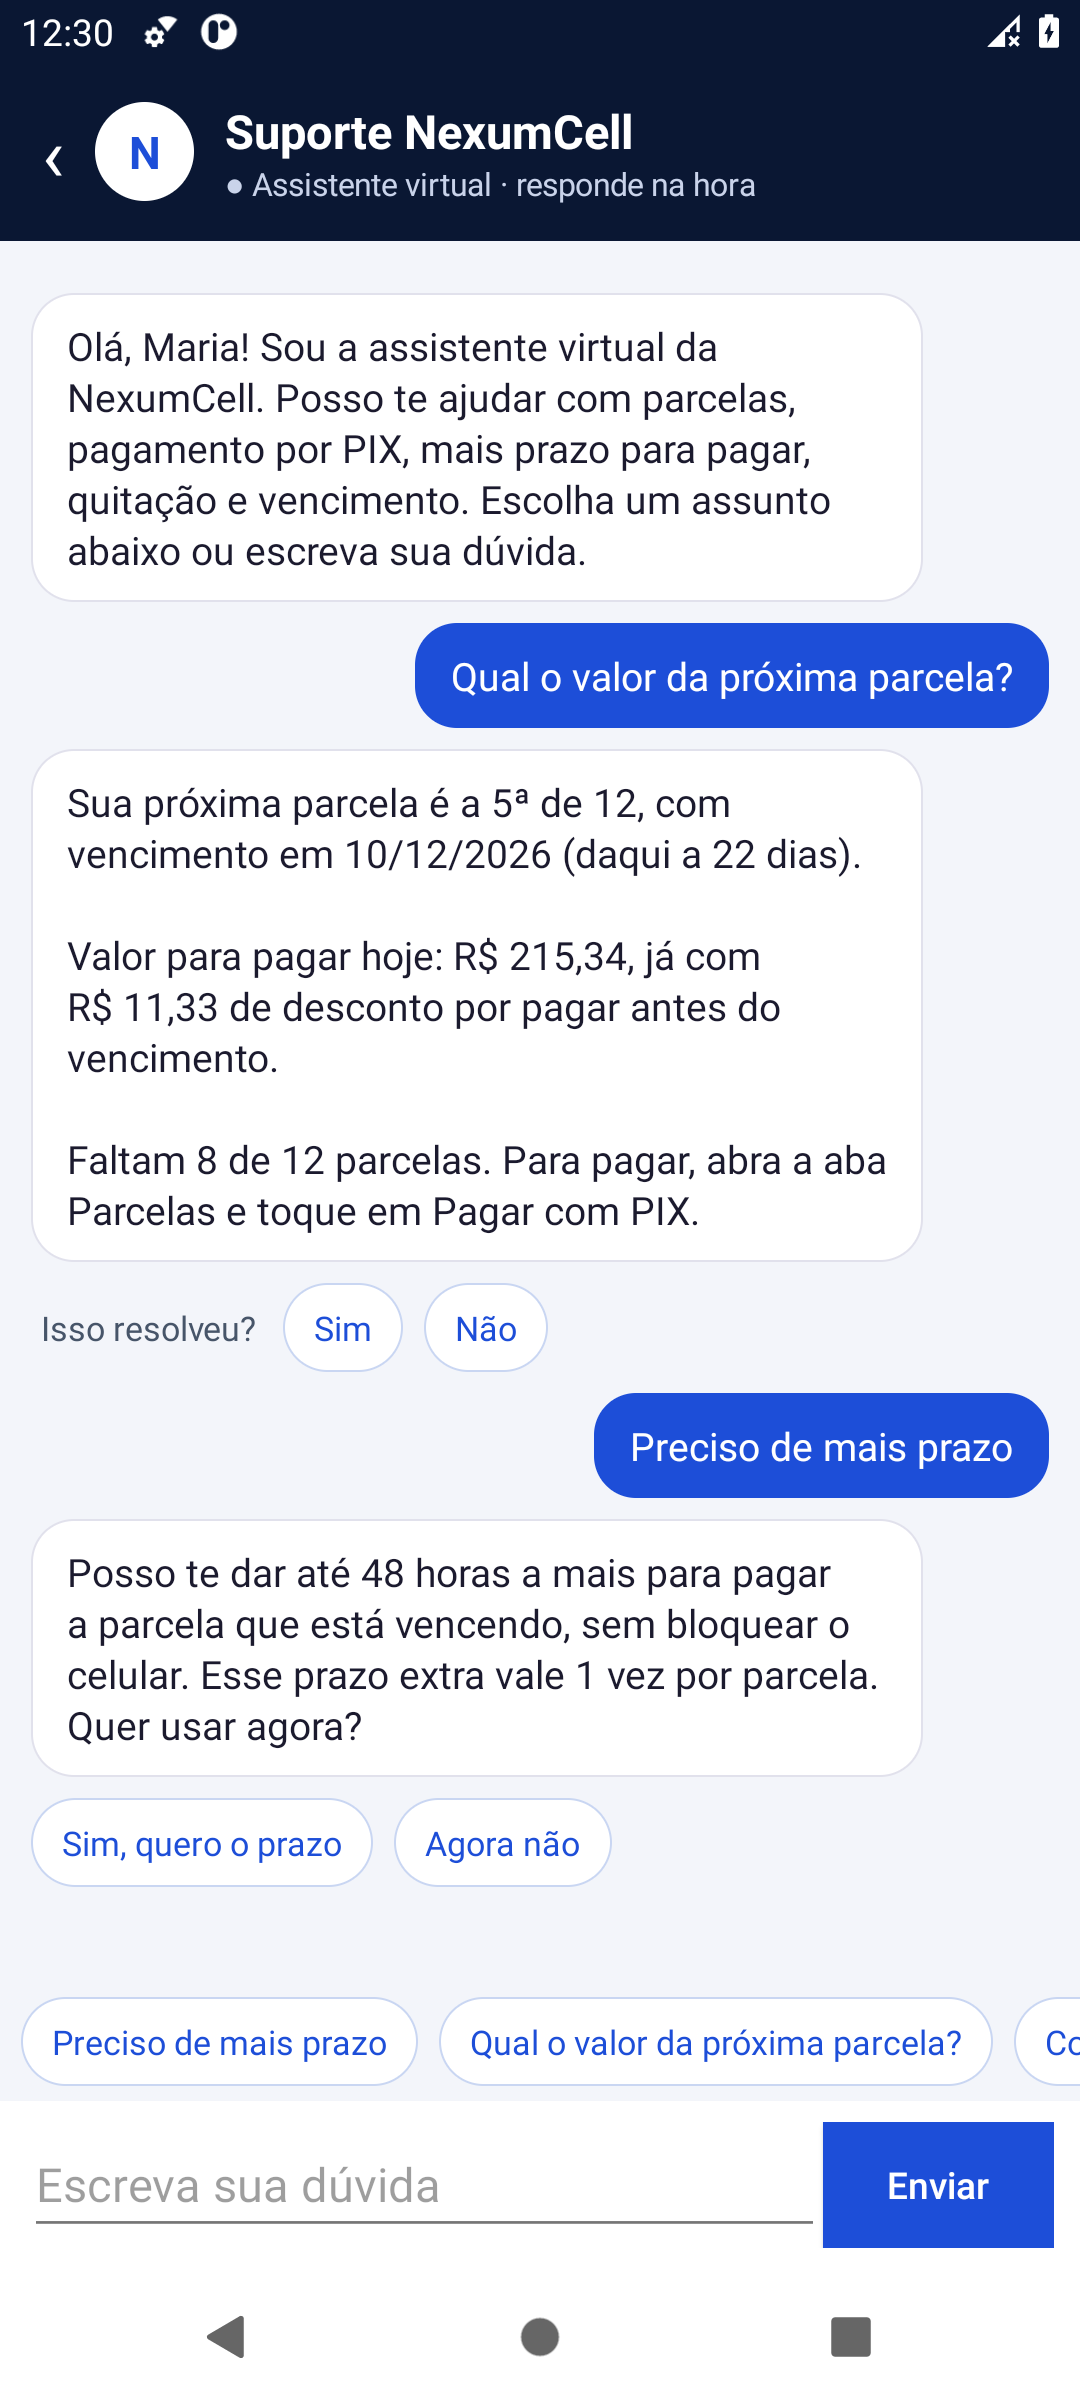 12:30
N
Suporte NexumCell
● Assistente virtual · responde na hora
Olá, Maria! Sou a assistente virtual da
NexumCell. Posso te ajudar com parcelas,
pagamento por PIX, mais prazo para pagar,
quitação e vencimento. Escolha um assunto
abaixo ou escreva sua dúvida.
Qual o valor da próxima parcela?
Sua próxima parcela é a 5ª de 12, com
vencimento em 10/12/2026 (daqui a 22 dias).
Valor para pagar hoje: R$ 215,34, já com
R$ 11,33 de desconto por pagar antes do
vencimento.
Faltam 8 de 12 parcelas. Para pagar, abra a aba
Parcelas e toque em Pagar com PIX.
Isso resolveu? Sim Não
Preciso de mais prazo
Posso te dar até 48 horas a mais para pagar
a parcela que está vencendo, sem bloquear o
celular. Esse prazo extra vale 1 vez por parcela.
Quer usar agora?
Sim, quero o prazo Agora não
Preciso de mais prazo Qual o valor da próxima parcela?
Escreva sua dúvida Enviar